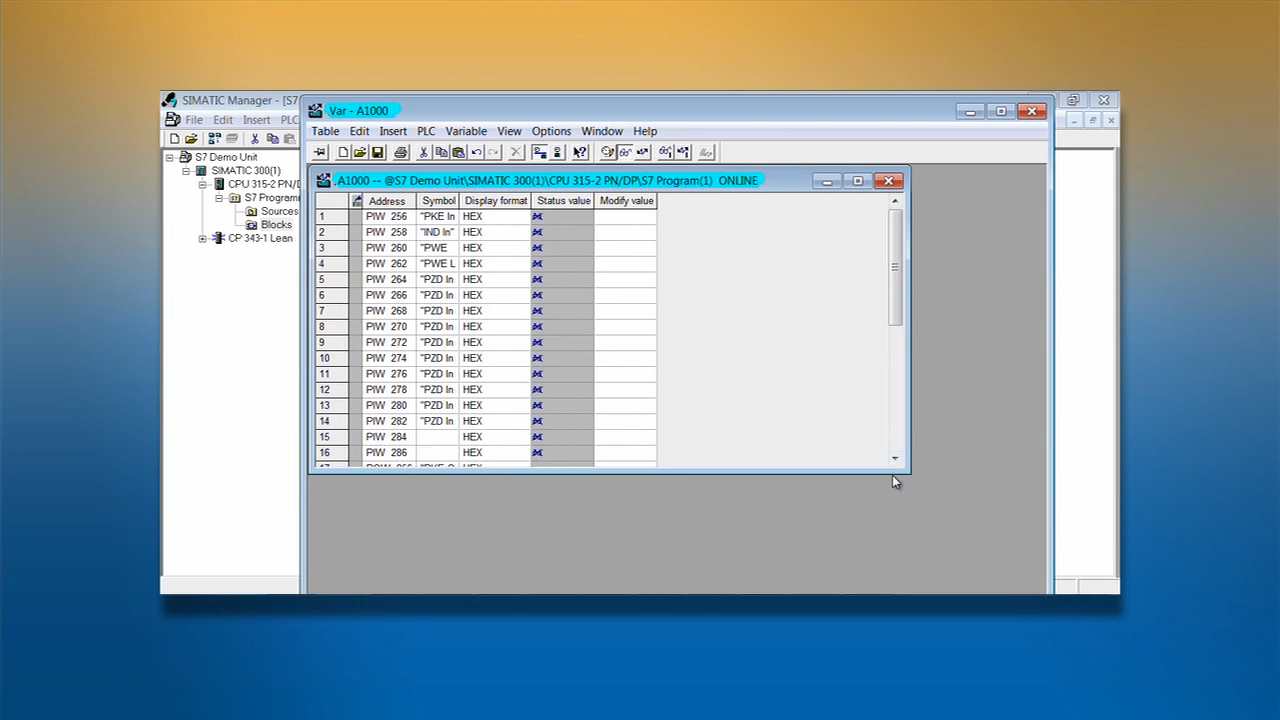 SIMATIC Manager - [S7
File Edit Insert PLC
S7 Demo Unit
SIMATIC 300(1)
CPU 315-2 PN/D
S7 Program
Sources
Blocks
CP 343-1 Lean
Var - A1000
Table Edit Insert PLC Variable View Options Window Help
A1000 -- @S7 Demo Unit\SIMATIC 300(1)\CPU 315-2 PN/DP\S7 Program(1) ONLINE
Address Symbol Display format Status value Modify value
1 PIW 256 "PKE In HEX
2 PIW 258 "IND In" HEX
3 PIW 260 "PWE HEX
4 PIW 262 "PWE L HEX
5 PIW 264 "PZD In HEX
6 PIW 266 "PZD In HEX
7 PIW 268 "PZD In HEX
8 PIW 270 "PZD In HEX
9 PIW 272 "PZD In HEX
10 PIW 274 "PZD In HEX
11 PIW 276 "PZD In HEX
12 PIW 278 "PZD In HEX
13 PIW 280 "PZD In HEX
14 PIW 282 "PZD In HEX
15 PIW 284 HEX
16 PIW 286 HEX